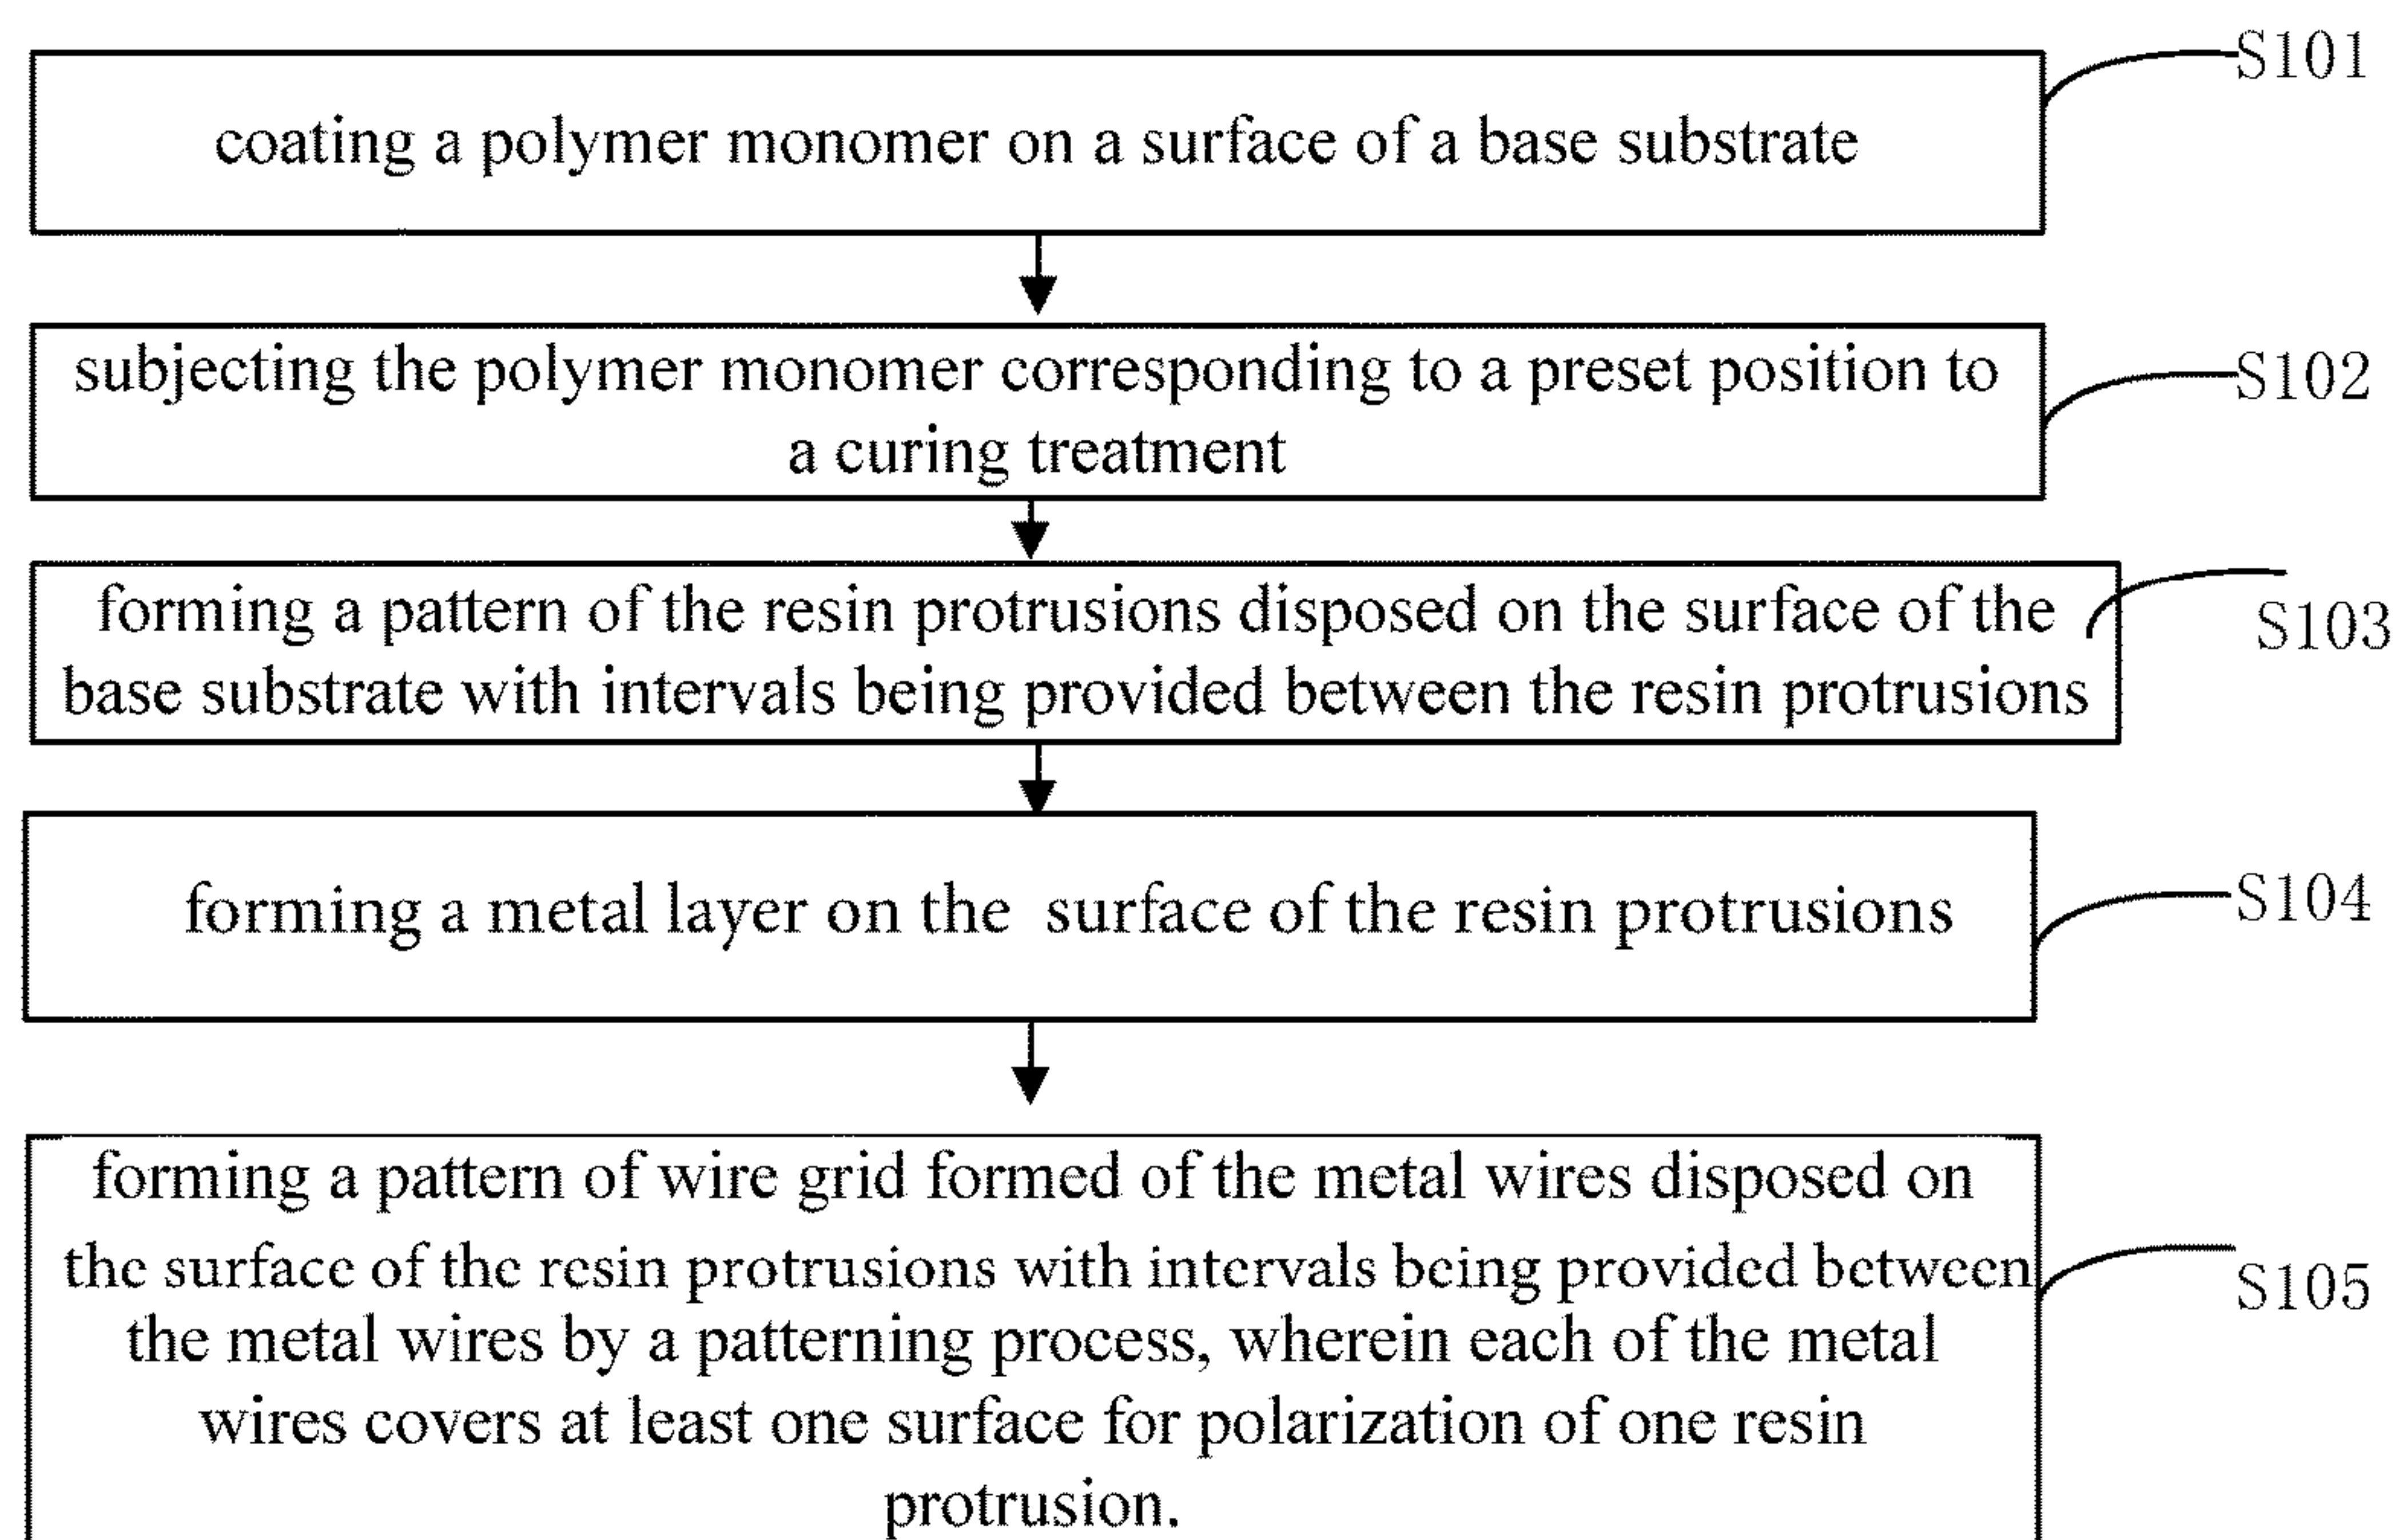 S101
coating a polymer monomer on a surface of a base substrate
subjecting the polymer monomer corresponding to a preset position to
S102
a curing treatment
forming a pattern of the resin protrusions disposed on the surface of the
S103
base substrate with intervals being provided between the resin protrusions
forming a metal layer on the surface of the resin protrusions
S104
forming a pattern of wire grid formed of the metal wires disposed on
the surface of the resin protrusions with intervals being provided between
S105
the metal wires by a patterning process, wherein each of the metal
wires covers at least one surface for polarization of one resin
protrusion.